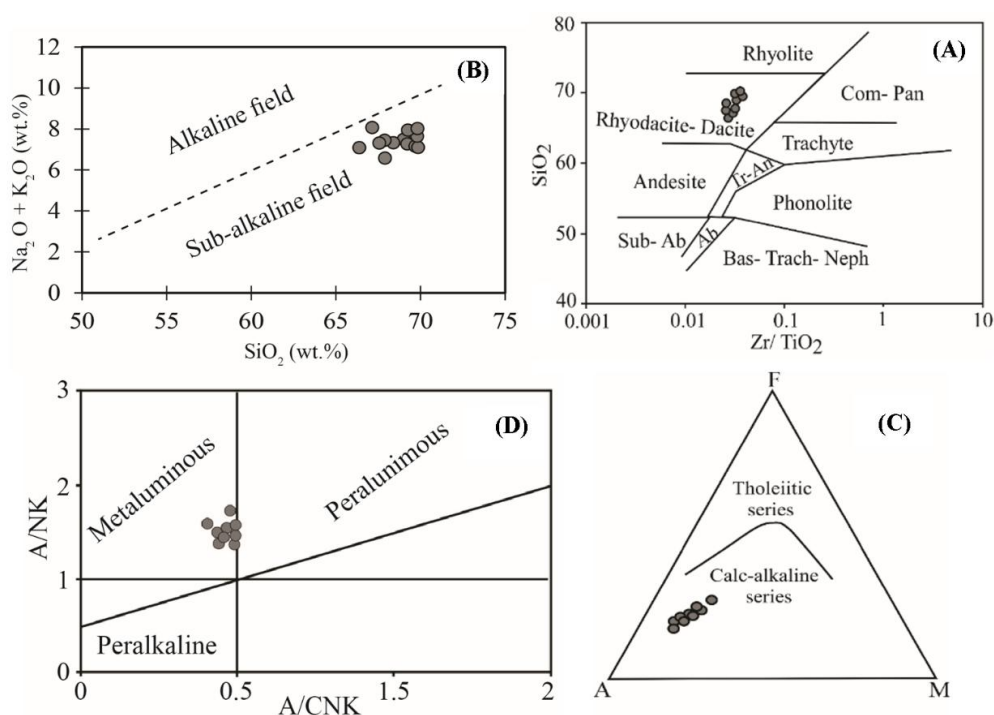 (B)
12
10
8
6
4
2
0
Na2 O + K2O (wt.%)
Alkaline field
Sub-alkaline field
50 55 60 65 70 75
SiO2 (wt.%)
(A)
80
70
60
50
40
SiO2
Rhyolite
Com- Pan
Rhyodacite- Dacite
Trachyte
Andesite
Tr-An
Phonolite
Sub- Ab
Ab
Bas- Trach- Neph
0.001 0.01 0.1 1 10
Zr/ TiO2
(D)
3
2
1
0
A/NK
Metaluminous
Peralunimous
Peralkaline
0 0.5 1.5 2
A/CNK
(C)
F
Tholeiitic
series
Calc-alkaline
series
A M